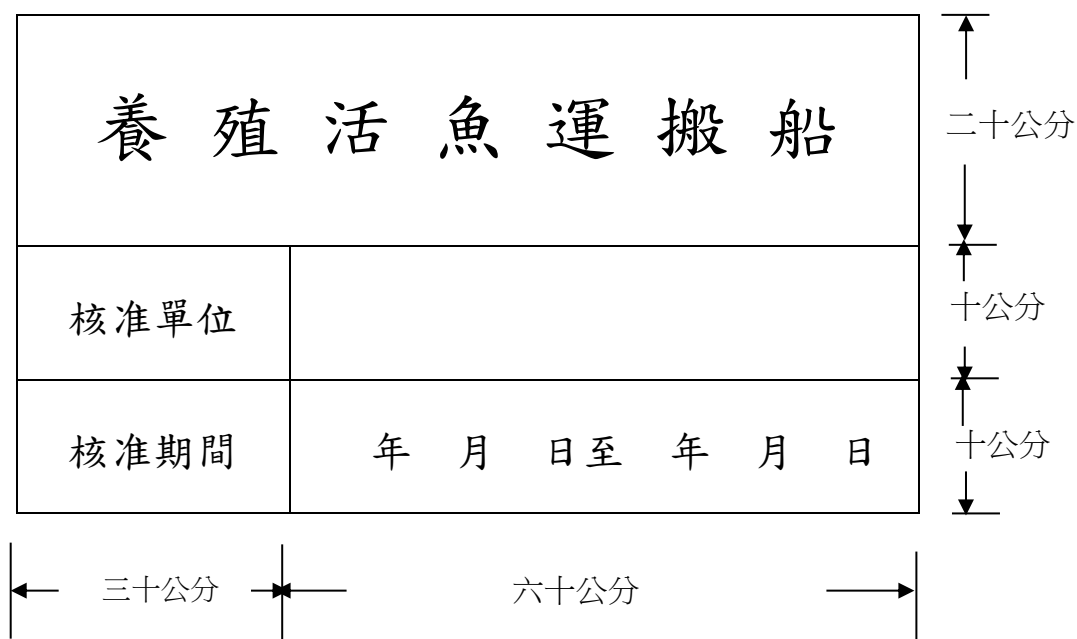 養殖活魚運搬船
二十公分
核准單位
十公分
核准期間 年 月 日至 年 月 日
十公分
三十公分 六十公分